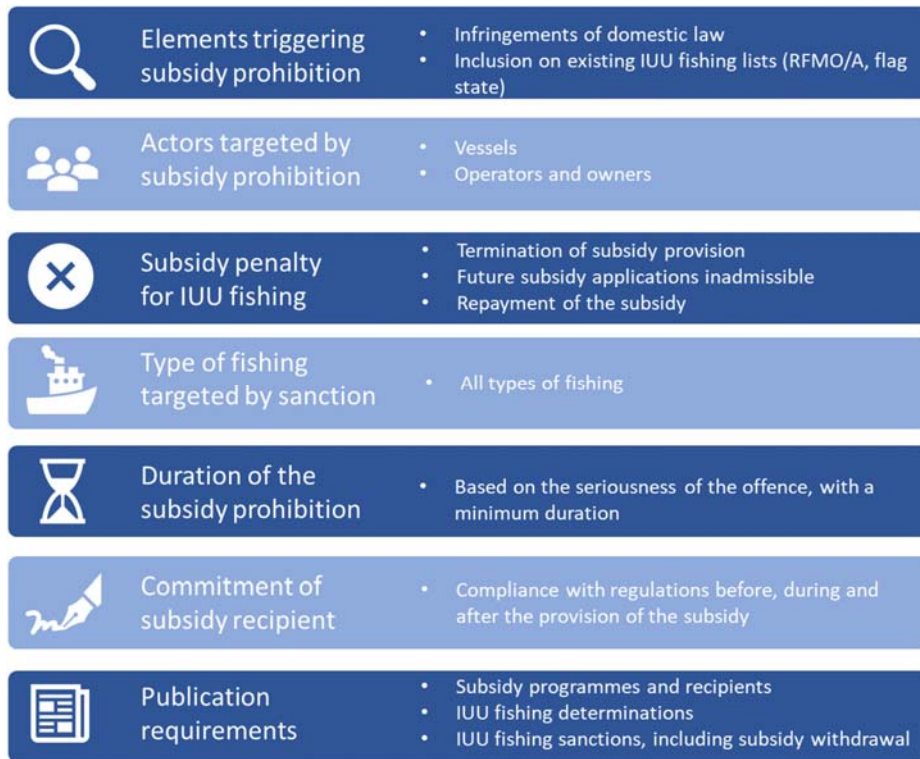 Elements triggering
subsidy prohibition
• Infringements of domestic law
• Inclusion on existing IUU fishing lists (RFMO/A, flag
state)
Actors targeted by
subsidy prohibition
• Vessels
• Operators and owners
Subsidy penalty
for IUU fishing
• Termination of subsidy provision
• Future subsidy applications inadmissible
• Repayment of the subsidy
Type of fishing
targeted by sanction
• All types of fishing
Duration of the
subsidy prohibition
• Based on the seriousness of the offence, with a
minimum duration
Commitment of
subsidy recipient
• Compliance with regulations before, during and
after the provision of the subsidy
Publication
requirements
• Subsidy programmes and recipients
• IUU fishing determinations
• IUU fishing sanctions, including subsidy withdrawal